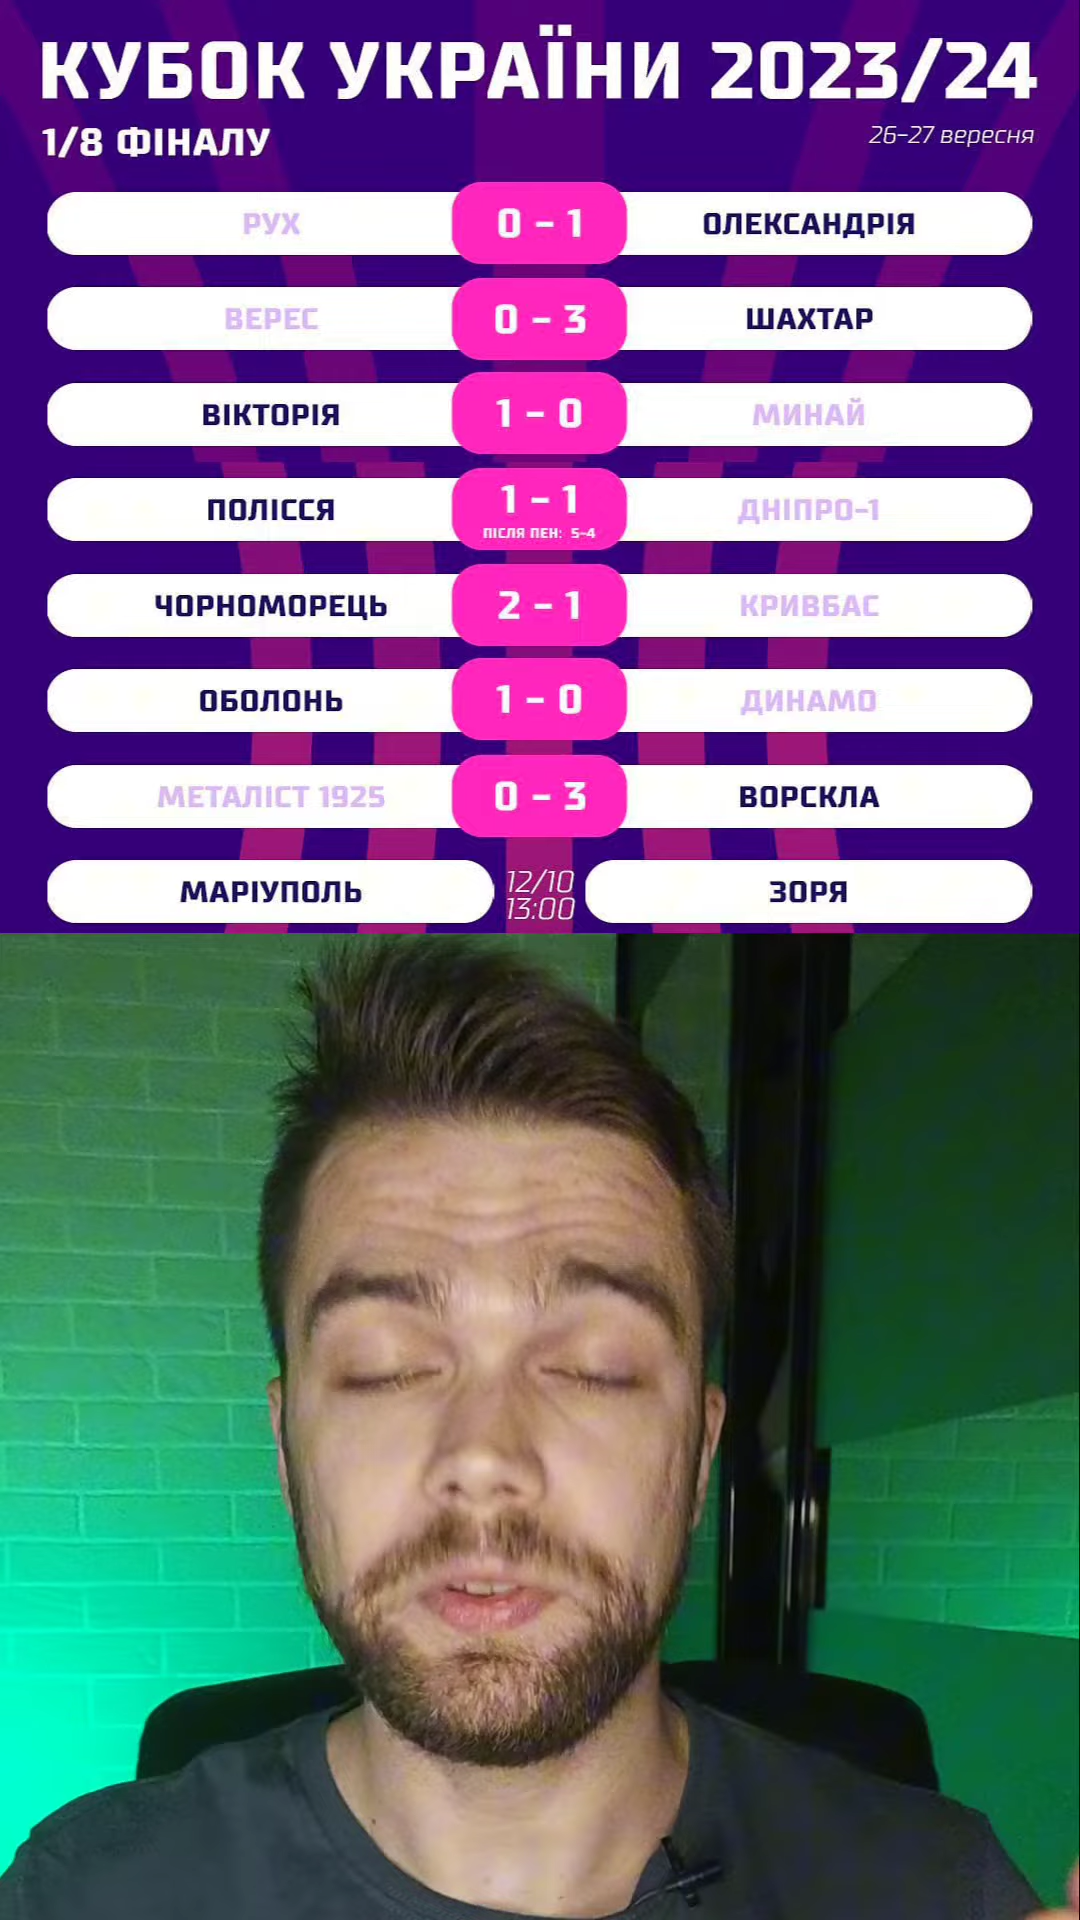 КУБОК УКРАЇНИ 2023/24
1/8 ФІНАЛУ 26-27 вересня
РУХ 0 - 1 ОЛЕКСАНДРІЯ
ВЕРЕС 0 - 3 ШАХТАР
ВІКТОРІЯ 1 - 0 МИНАЙ
ПОЛІССЯ 1 - 1 ДНІПРО-1
ПІСЛЯ ПЕН: 5-4
ЧОРНОМОРЕЦЬ 2 - 1 КРИВБАС
ОБОЛОНЬ 1 - 0 ДИНАМО
МЕТАЛІСТ 1925 0 - 3 ВОРСКЛА
МАРІУПОЛЬ 12/10 ЗОРЯ
13:00